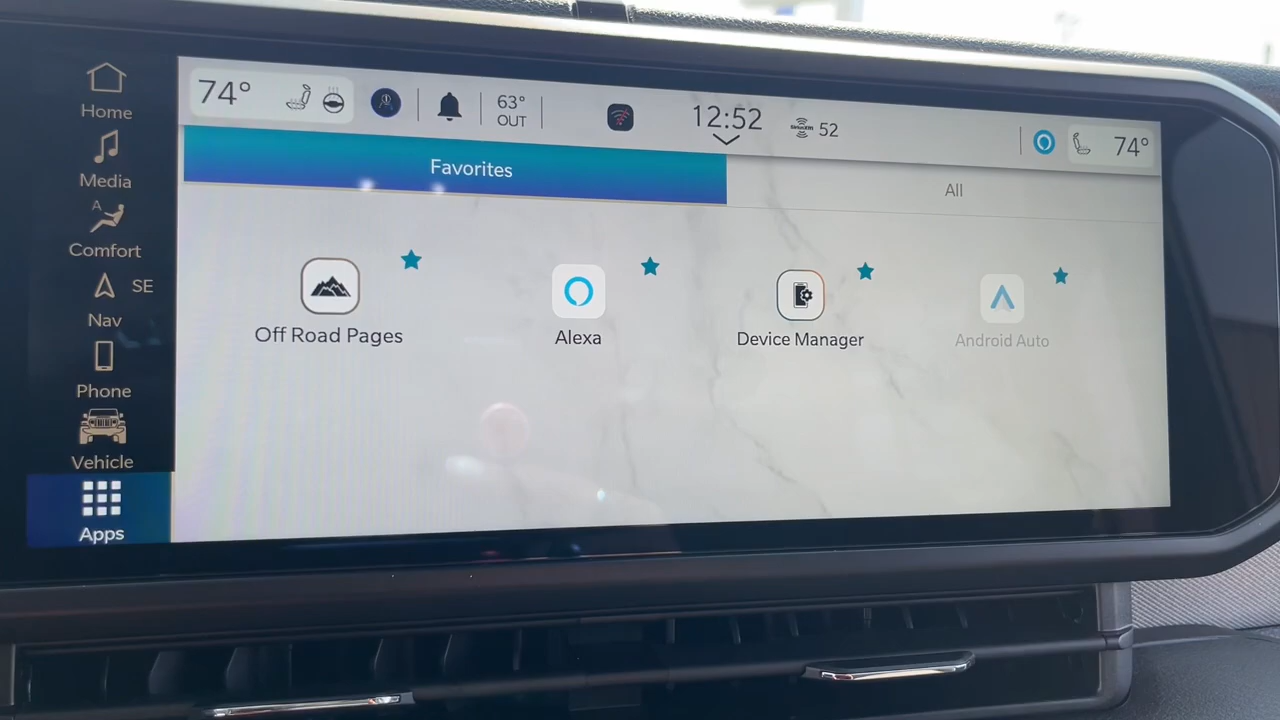 74°
63°
OUT
12:52
SiriusXM 52
74°
Home
Media
A
Comfort
SE
Nav
Phone
Vehicle
Apps
Favorites
All
Off Road Pages
Alexa
Device Manager
Android Auto